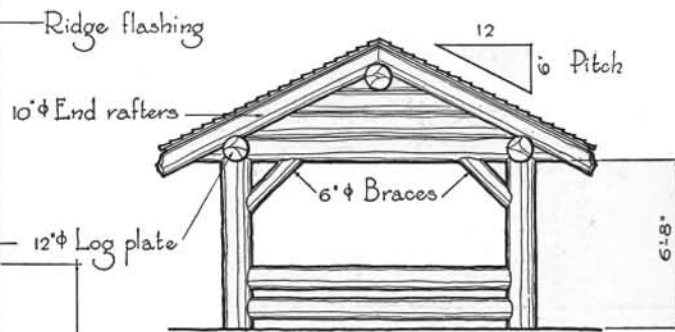 Ridge flashing
12
6 Pitch
10"ϕ End rafters
6"ϕ Braces
12"ϕ Log plate
6'-8"